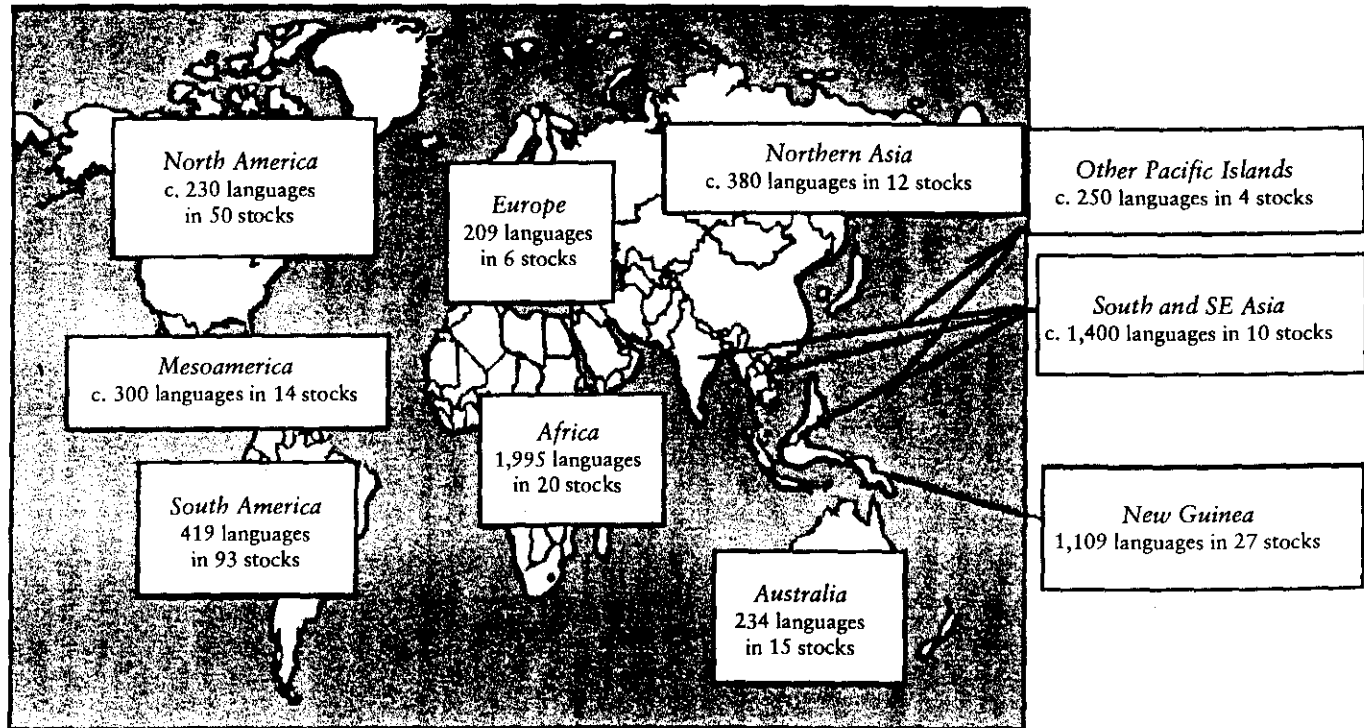 North America
c. 230 languages
in 50 stocks
Europe
209 languages
in 6 stocks
Northern Asia
c. 380 languages in 12 stocks
Other Pacific Islands
c. 250 languages in 4 stocks
South and SE Asia
c. 1,400 languages in 10 stocks
Mesoamerica
c. 300 languages in 14 stocks
Africa
1,995 languages
in 20 stocks
South America
419 languages
in 93 stocks
New Guinea
1,109 languages in 27 stocks
Australia
234 languages
in 15 stocks